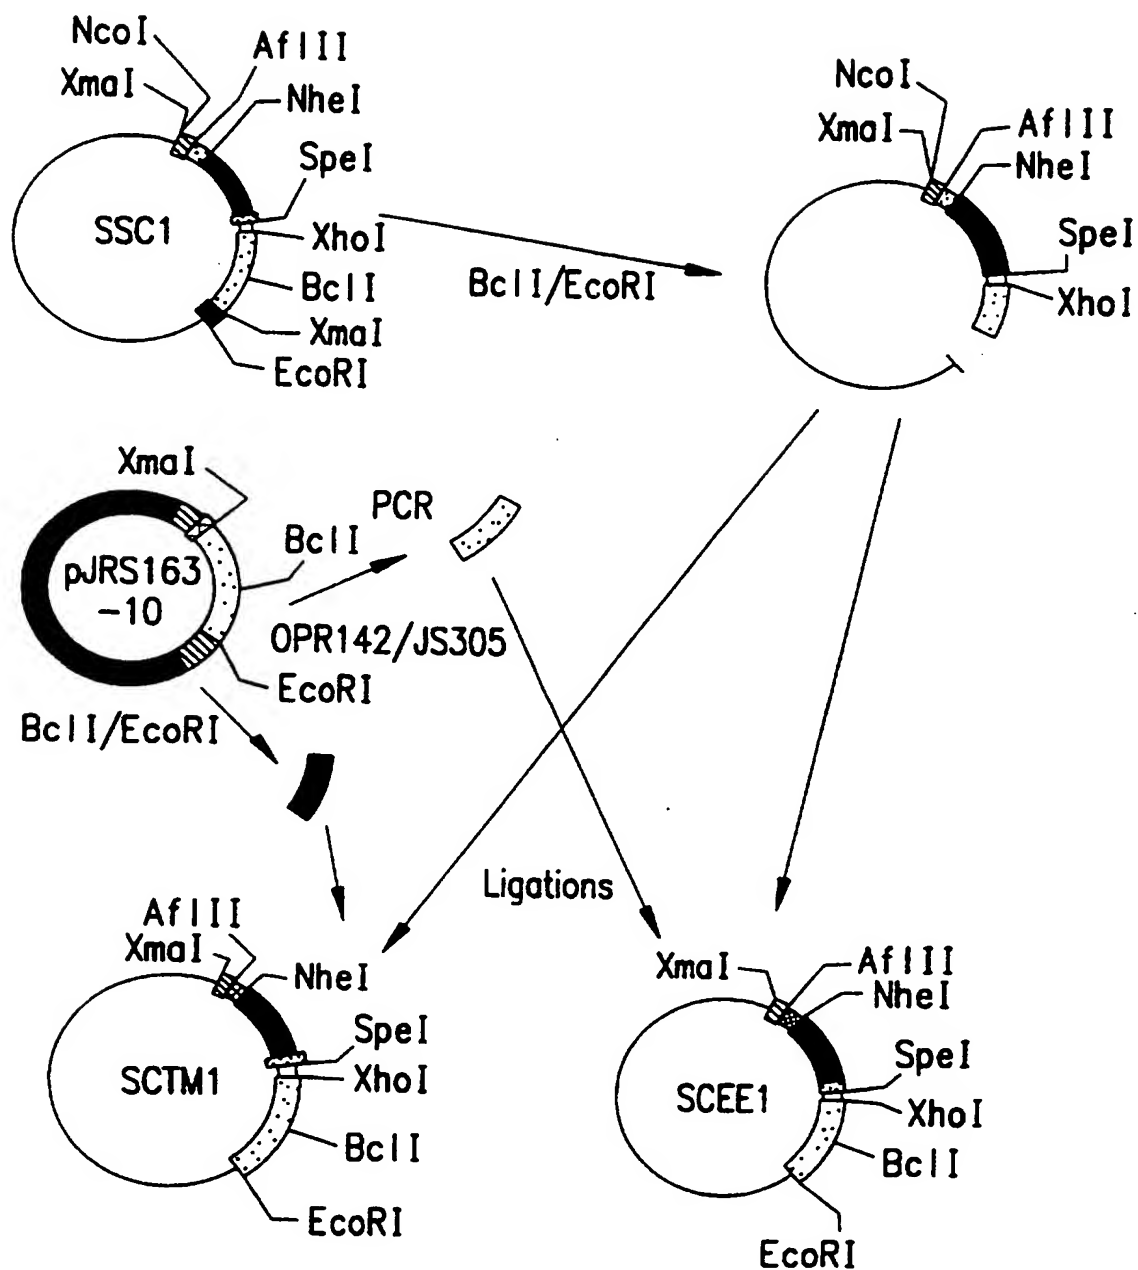 NcoI
AflII
XmaI
NheI
SpeI
SSC1
XhoI
BclI
XmaI
EcoRI
BclI/EcoRI
NcoI
XmaI
AflII
NheI
SpeI
XhoI
XmaI
PCR
BclI
pJRS163
-10
OPR142/JS305
EcoRI
BclI/EcoRI
Ligations
AflII
XmaI
NheI
SpeI
SCTM1
XhoI
BclI
EcoRI
XmaI
AflII
NheI
SpeI
SCEE1
XhoI
BclI
EcoRI